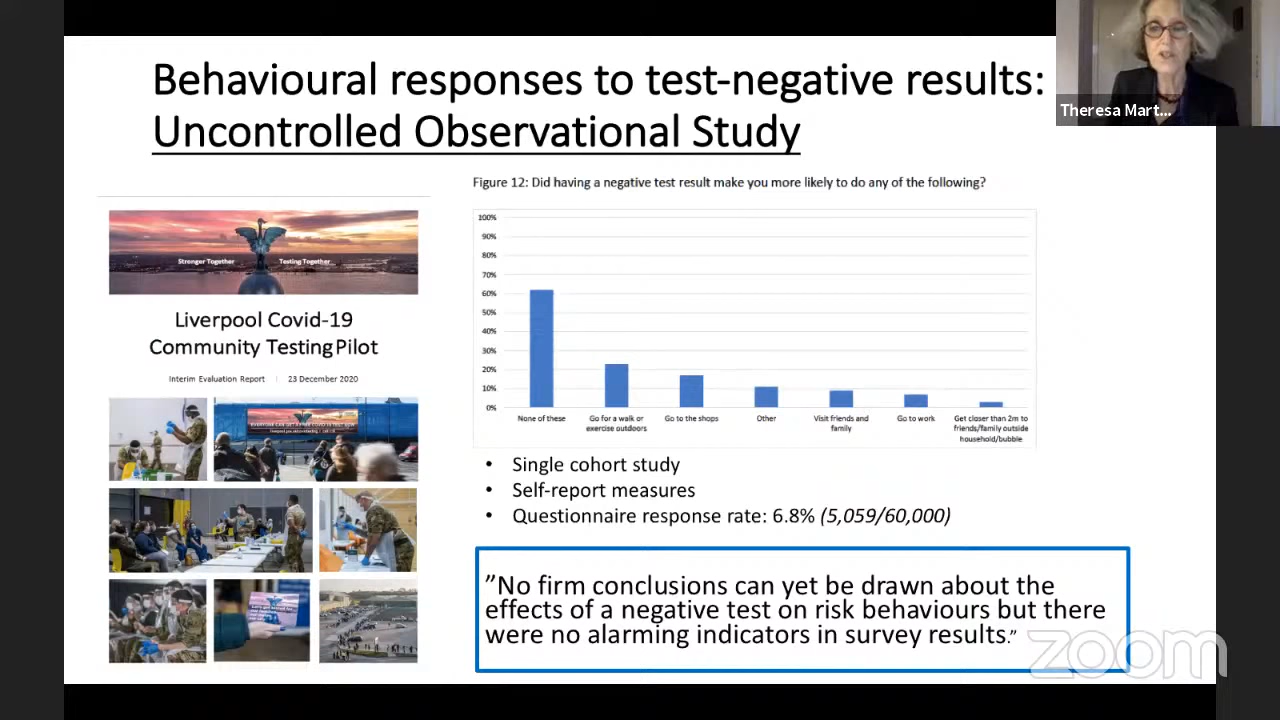 Behavioural responses to test-negative results:
Uncontrolled Observational Study
Theresa Mart...
Stronger Together
Testing Together
Liverpool Covid-19
Community Testing Pilot
Interim Evaluation Report | 23 December 2020
Figure 12: Did having a negative test result make you more likely to do any of the following?
100%
90%
80%
70%
60%
50%
40%
30%
20%
10%
0%
None of these
Go for a walk or
exercise outdoors
Go to the shops
Other
Visit friends and
family
Go to work
Get closer than 2m to
friends/family outside
household/bubble
• Single cohort study
• Self-report measures
• Questionnaire response rate: 6.8% (5,059/60,000)
”No firm conclusions can yet be drawn about the
effects of a negative test on risk behaviours but there
were no alarming indicators in survey results.”
zoom